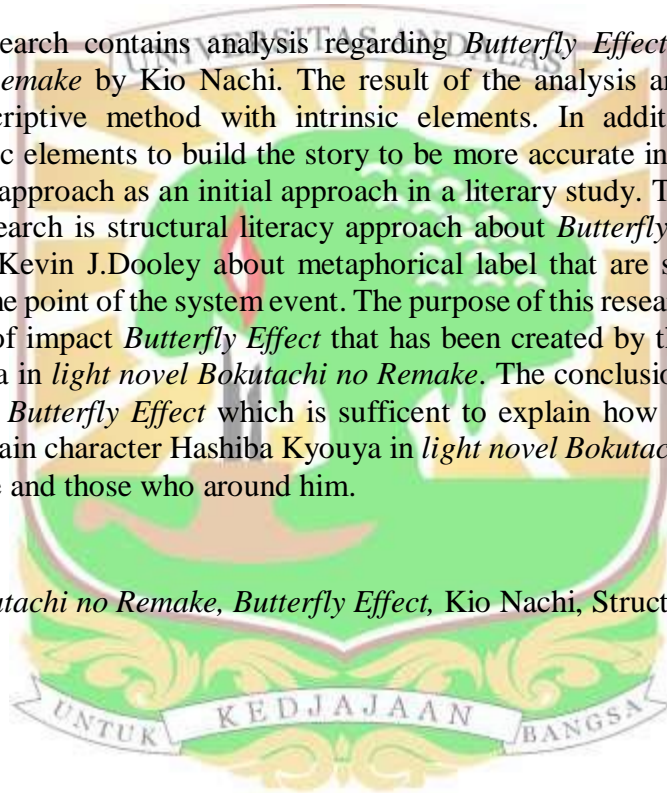 UNIVERSITAS ANDALAS
earch contains analysis regarding Butterfly Effect
emake by Kio Nachi. The result of the analysis ar
criptive method with intrinsic elements. In addit
ic elements to build the story to be more accurate in
approach as an initial approach in a literary study. T
earch is structural literacy approach about Butterfly
Kevin J.Dooley about metaphorical label that are s
ne point of the system event. The purpose of this resea
of impact Butterfly Effect that has been created by th
a in light novel Bokutachi no Remake. The conclusio
Butterfly Effect which is sufficent to explain how
ain character Hashiba Kyouya in light novel Bokutac
e and those who around him.
utachi no Remake, Butterfly Effect, Kio Nachi, Struct
UNTUK KEDJAJAAN BANGSA